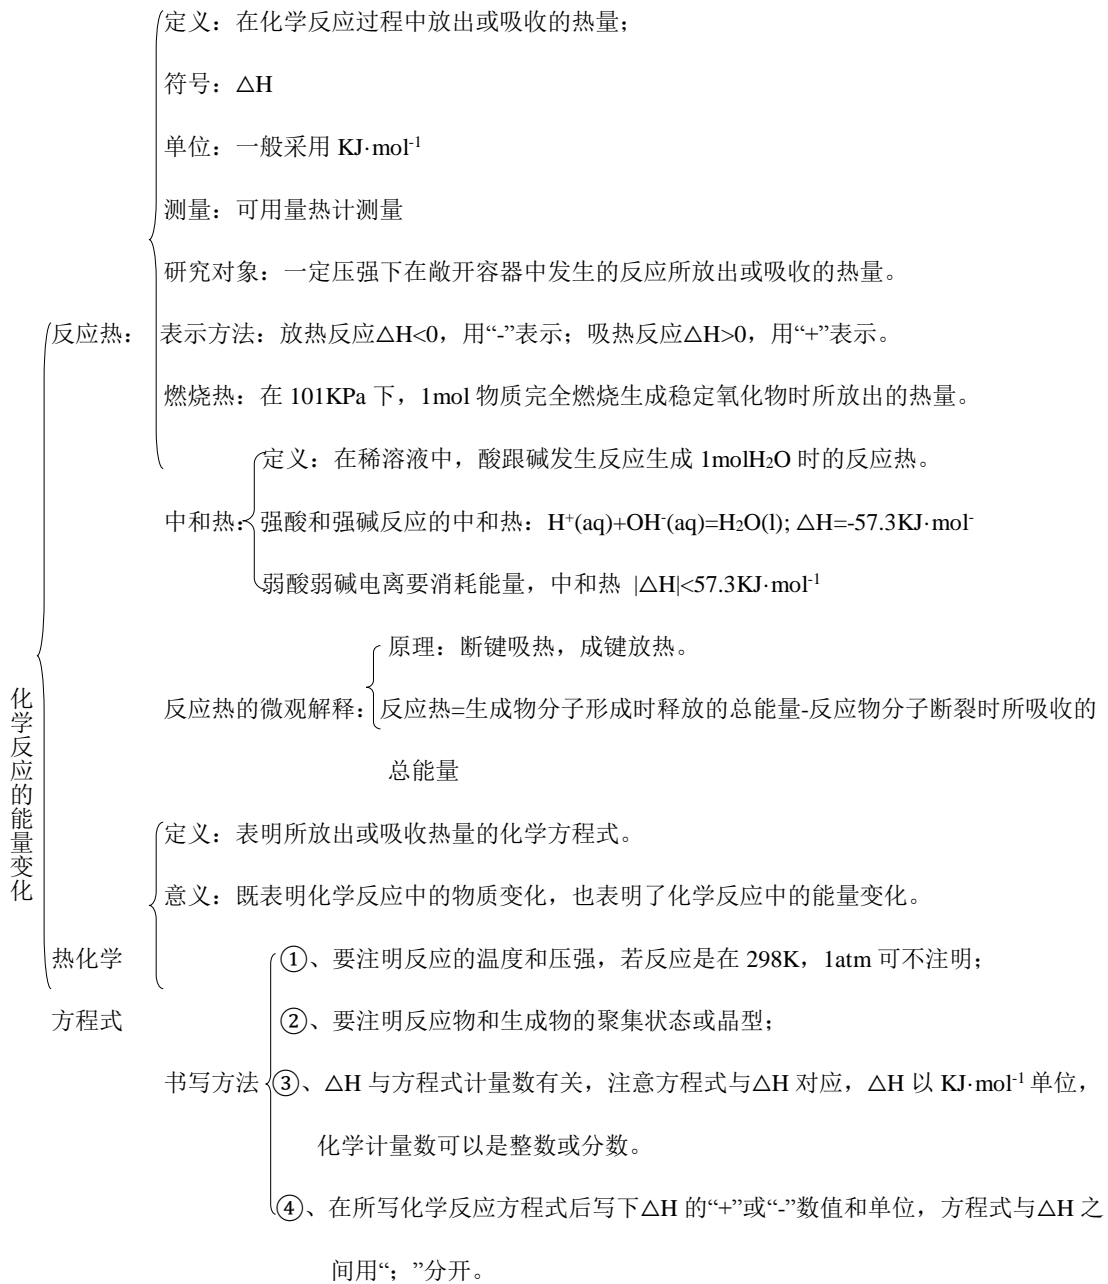 定义：在化学反应过程中放出或吸收的热量；
符号：△H
单位：一般采用 KJ·mol⁻¹
测量：可用量热计测量
研究对象：一定压强下在敞开容器中发生的反应所放出或吸收的热量。
反应热：
表示方法：放热反应△H<0，用“-”表示；吸热反应△H>0，用“+”表示。
燃烧热：在 101KPa 下，1mol 物质完全燃烧生成稳定氧化物时所放出的热量。
定义：在稀溶液中，酸跟碱发生反应生成 1molH₂O 时的反应热。
中和热：
强酸和强碱反应的中和热：H⁺(aq)+OH⁻(aq)=H₂O(l); △H=-57.3KJ·mol⁻
弱酸弱碱电离要消耗能量，中和热 |△H|<57.3KJ·mol⁻¹
原理：断键吸热，成键放热。
反应热的微观解释：
反应热=生成物分子形成时释放的总能量-反应物分子断裂时所吸收的
总能量
化学反应的能量变化
定义：表明所放出或吸收热量的化学方程式。
意义：既表明化学反应中的物质变化，也表明了化学反应中的能量变化。
热化学
方程式
①、要注明反应的温度和压强，若反应是在 298K，1atm 可不注明；
②、要注明反应物和生成物的聚集状态或晶型；
书写方法
③、△H 与方程式计量数有关，注意方程式与△H 对应，△H 以 KJ·mol⁻¹ 单位，
化学计量数可以是整数或分数。
④、在所写化学反应方程式后写下△H 的“+”或“-”数值和单位，方程式与△H 之
间用“；”分开。